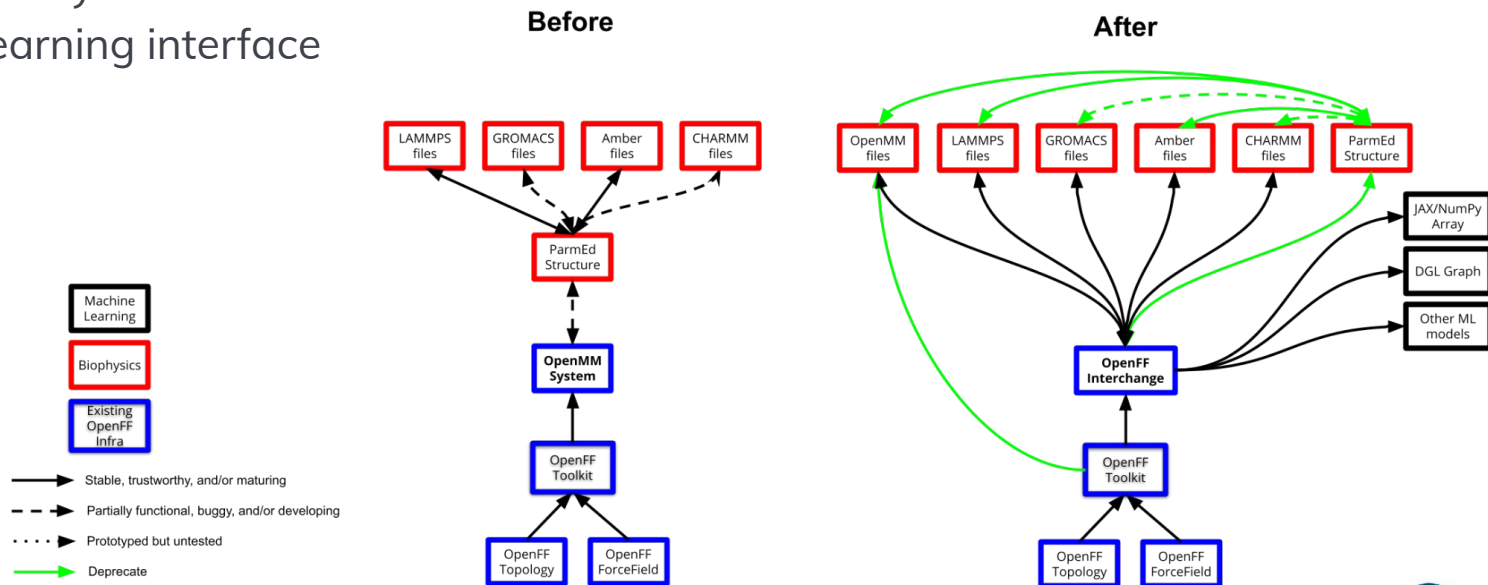 earning interface
Before
After
LAMMPS
files
GROMACS
files
Amber
files
CHARMM
files
ParmEd
Structure
OpenMM
System
OpenFF
Toolkit
OpenFF
Topology
OpenFF
ForceField
OpenMM
files
LAMMPS
files
GROMACS
files
Amber
files
CHARMM
files
ParmEd
Structure
JAX/NumPy
Array
DGL Graph
Other ML
models
OpenFF
Interchange
OpenFF
Toolkit
OpenFF
Topology
OpenFF
ForceField
Machine
Learning
Biophysics
Existing
OpenFF
Infra
Stable, trustworthy, and/or maturing
Partially functional, buggy, and/or developing
Prototyped but untested
Deprecate